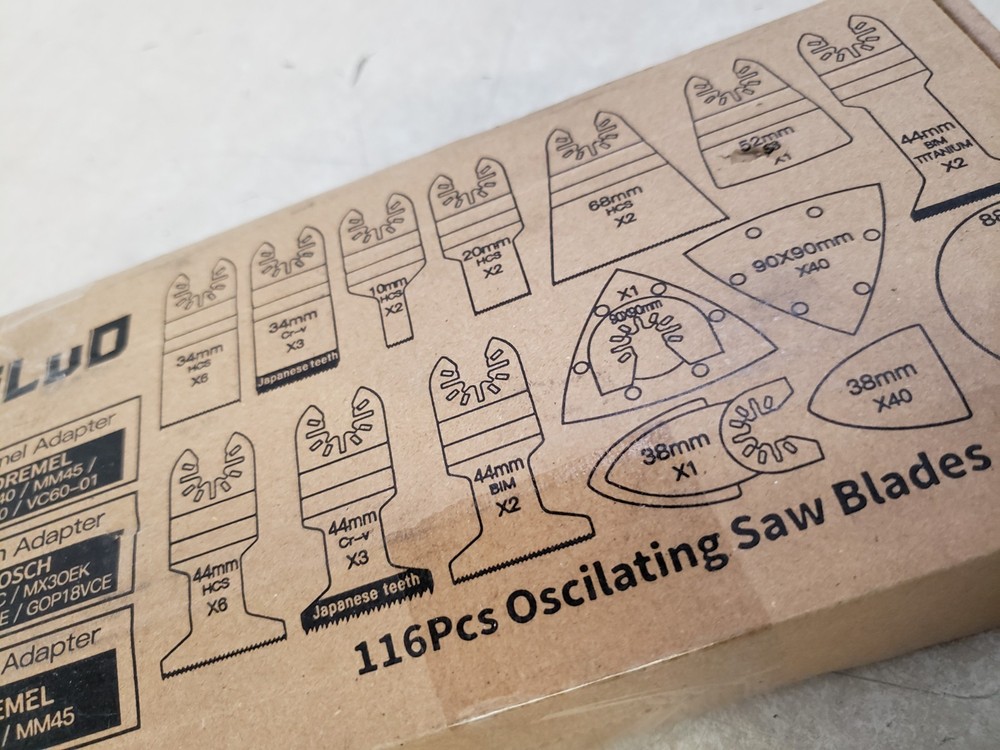 LuD
nel Adapter
DREMEL
40 / MM45 /
0 / VC60-01
Adapter
OSCH
C / MX30EK
E / GOP18VCE
Adapter
EMEL
/ MM45
34mm
HCS
X6
34mm
Cr-v
X3
Japanese teeth
10mm
HCS
X2
20mm
HCS
X2
68mm
HCS
X2
52mm
X1
44mm
BIM
TITANIUM
X2
X1
90x90mm
90X90mm
X40
88
44mm
HCS
X6
44mm
Cr-v
X3
Japanese teeth
44mm
BIM
X2
38mm
X1
38mm
X40
116Pcs Oscilating Saw Blades